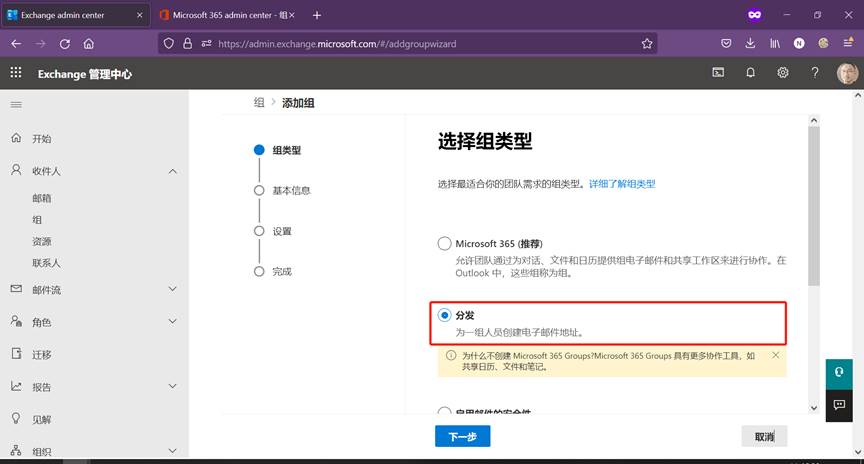 Exchange admin center
Microsoft 365 admin center - 组
https://admin.exchange.microsoft.com/#/addgroupwizard
Exchange 管理中心
组 > 添加组
开始
收件人
邮箱
组
资源
联系人
邮件流
角色
迁移
报告
见解
组织
组类型
基本信息
设置
完成
选择组类型
选择最适合你的团队需求的组类型。详细了解组类型
Microsoft 365 (推荐)
允许团队通过为对话、文件和日历提供组电子邮件和共享工作区来进行协作。在
Outlook 中，这些组称为组。
分发
为一组人员创建电子邮件地址。
为什么不创建 Microsoft 365 Groups?Microsoft 365 Groups 具有更多协作工具，如
共享日历、文件和笔记。
启用邮件的安全性
下一步
取消